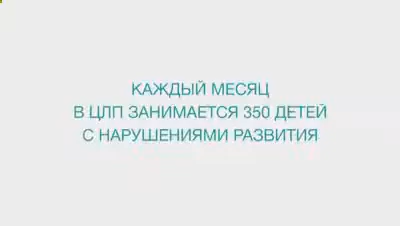 КАЖДЫЙ МЕСЯЦ
В ЦЛП ЗАНИМАЕТСЯ 350 ДЕТЕЙ
С НАРУШЕНИЯМИ РАЗВИТИЯ